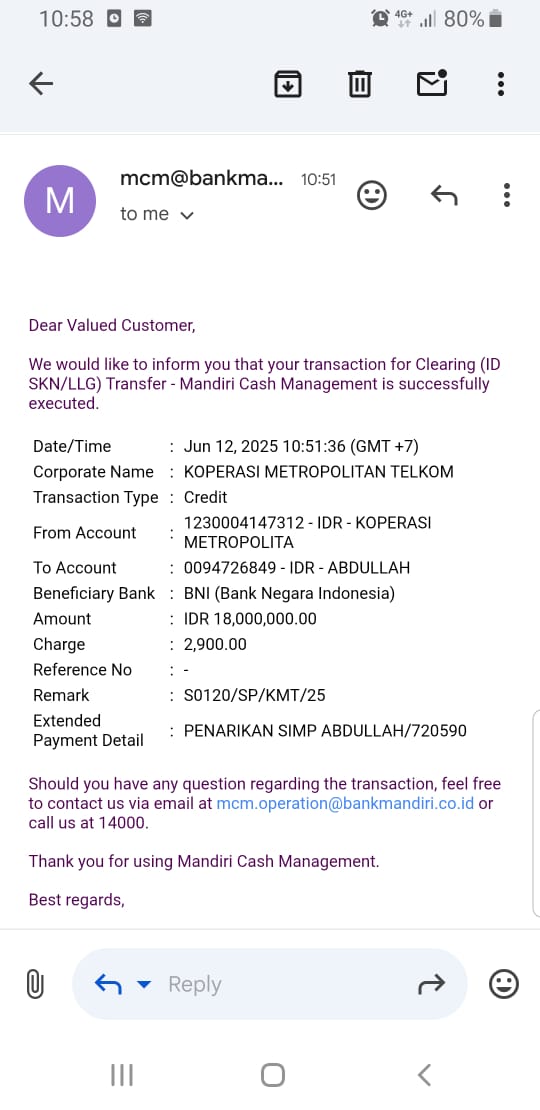 10:58
4G+ 80%
mcm@bankma... 10:51
M
to me
Dear Valued Customer,
We would like to inform you that your transaction for Clearing (ID
SKN/LLG) Transfer - Mandiri Cash Management is successfully
executed.
Date/Time : Jun 12, 2025 10:51:36 (GMT +7)
Corporate Name : KOPERASI METROPOLITAN TELKOM
Transaction Type : Credit
From Account : 1230004147312 - IDR - KOPERASI
METROPOLITA
To Account : 0094726849 - IDR - ABDULLAH
Beneficiary Bank : BNI (Bank Negara Indonesia)
Amount : IDR 18,000,000.00
Charge : 2,900.00
Reference No : -
Remark : S0120/SP/KMT/25
Extended
Payment Detail : PENARIKAN SIMP ABDULLAH/720590
Should you have any question regarding the transaction, feel free
to contact us via email at mcm.operation@bankmandiri.co.id or
call us at 14000.
Thank you for using Mandiri Cash Management.
Best regards,
Reply